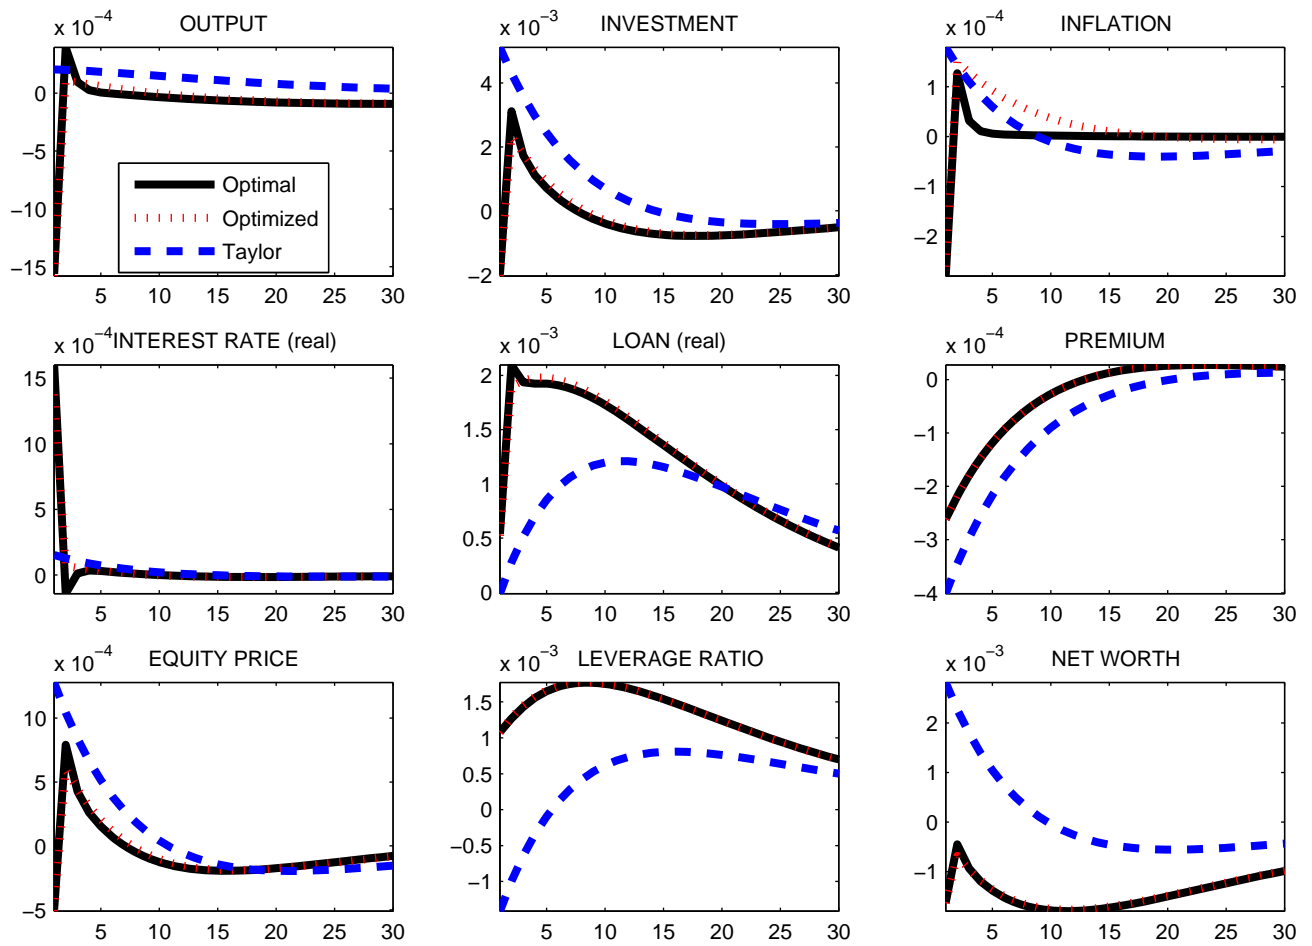 x 10⁻⁴ OUTPUT
0
−5
−10
−15
5 10 15 20 25 30
Optimal
Optimized
Taylor
x 10⁻³ INVESTMENT
4
2
0
−2
5 10 15 20 25 30
x 10⁻⁴ INFLATION
1
0
−1
−2
5 10 15 20 25 30
x 10⁻⁴ INTEREST RATE (real)
15
10
5
0
5 10 15 20 25 30
x 10⁻³ LOAN (real)
2
1.5
1
0.5
0
5 10 15 20 25 30
x 10⁻⁴ PREMIUM
0
−1
−2
−3
−4
5 10 15 20 25 30
x 10⁻⁴ EQUITY PRICE
10
5
0
−5
5 10 15 20 25 30
x 10⁻³ LEVERAGE RATIO
1.5
1
0.5
0
−0.5
−1
5 10 15 20 25 30
x 10⁻³ NET WORTH
2
1
0
−1
5 10 15 20 25 30